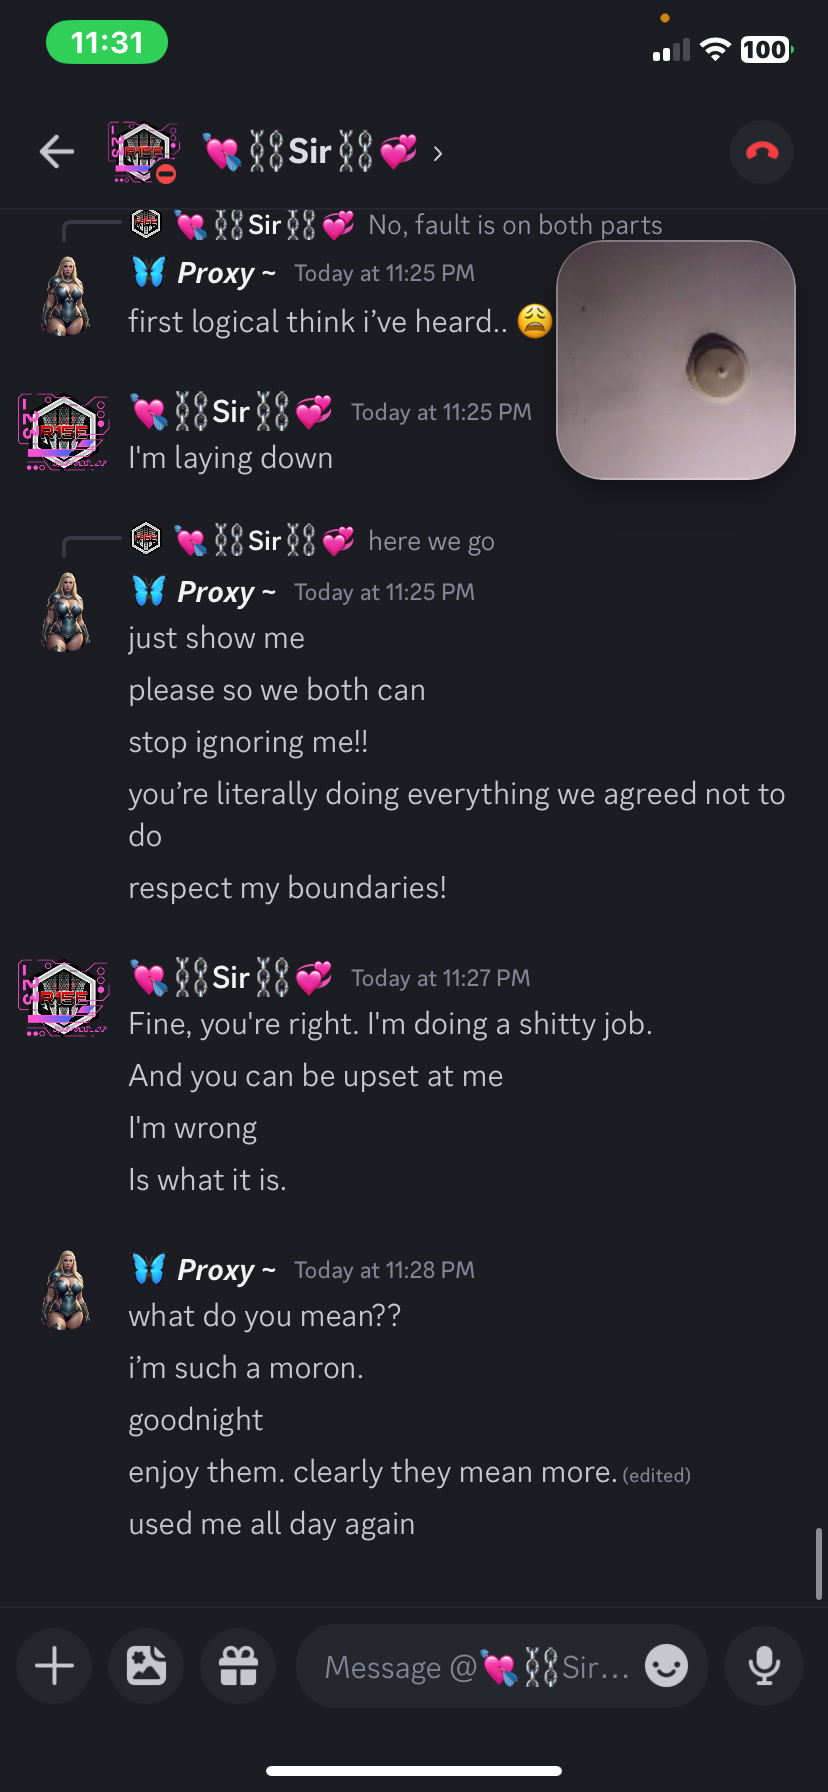 11:31
100
💘⛓⛓Sir⛓⛓💞 ›
💘⛓⛓Sir⛓⛓💞 No, fault is on both parts
🦋 Proxy ~ Today at 11:25 PM
first logical think i’ve heard.. 😩
💘⛓⛓Sir⛓⛓💞 Today at 11:25 PM
I'm laying down
💘⛓⛓Sir⛓⛓💞 here we go
🦋 Proxy ~ Today at 11:25 PM
just show me
please so we both can
stop ignoring me!!
you’re literally doing everything we agreed not to
do
respect my boundaries!
💘⛓⛓Sir⛓⛓💞 Today at 11:27 PM
Fine, you're right. I'm doing a shitty job.
And you can be upset at me
I'm wrong
Is what it is.
🦋 Proxy ~ Today at 11:28 PM
what do you mean??
i’m such a moron.
goodnight
enjoy them. clearly they mean more. (edited)
used me all day again
Message @💘⛓⛓Sir...